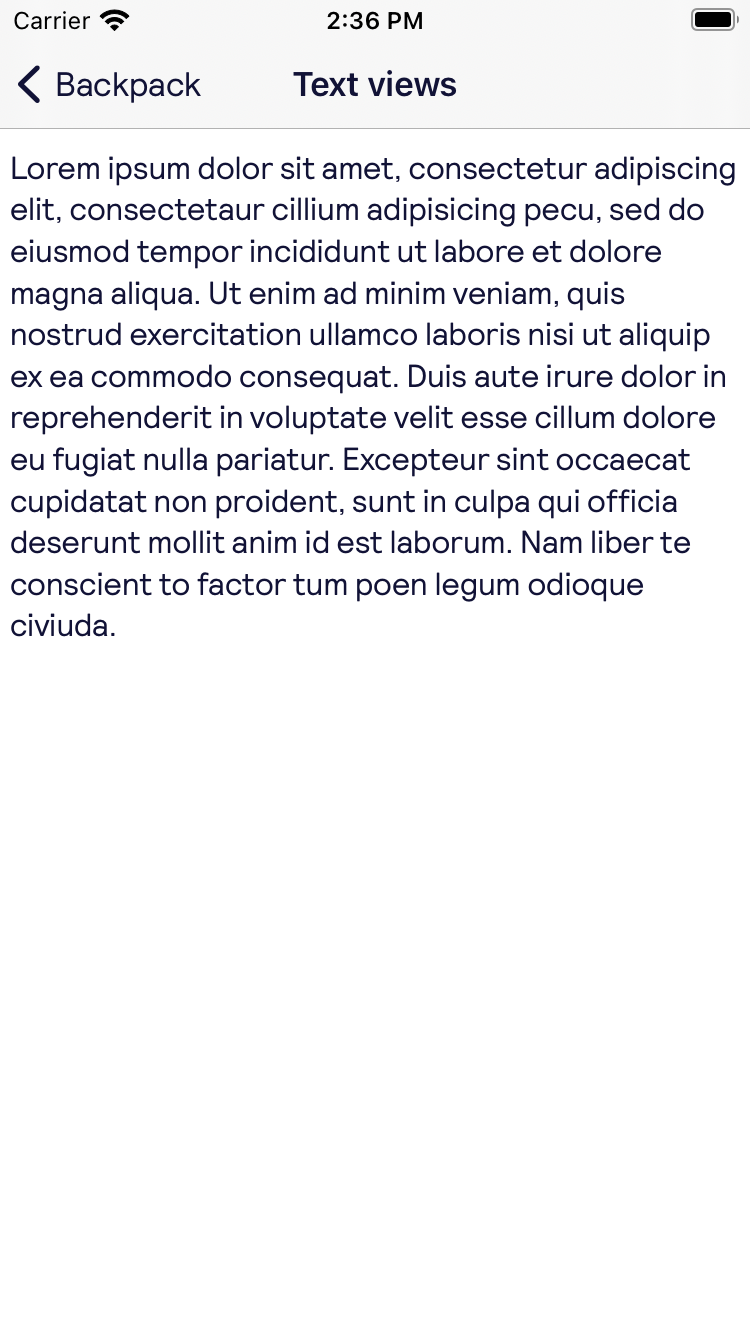 Carrier 2:36 PM
Backpack Text views
Lorem ipsum dolor sit amet, consectetur adipiscing
elit, consectetaur cillium adipisicing pecu, sed do
eiusmod tempor incididunt ut labore et dolore
magna aliqua. Ut enim ad minim veniam, quis
nostrud exercitation ullamco laboris nisi ut aliquip
ex ea commodo consequat. Duis aute irure dolor in
reprehenderit in voluptate velit esse cillum dolore
eu fugiat nulla pariatur. Excepteur sint occaecat
cupidatat non proident, sunt in culpa qui officia
deserunt mollit anim id est laborum. Nam liber te
conscient to factor tum poen legum odioque
civiuda.